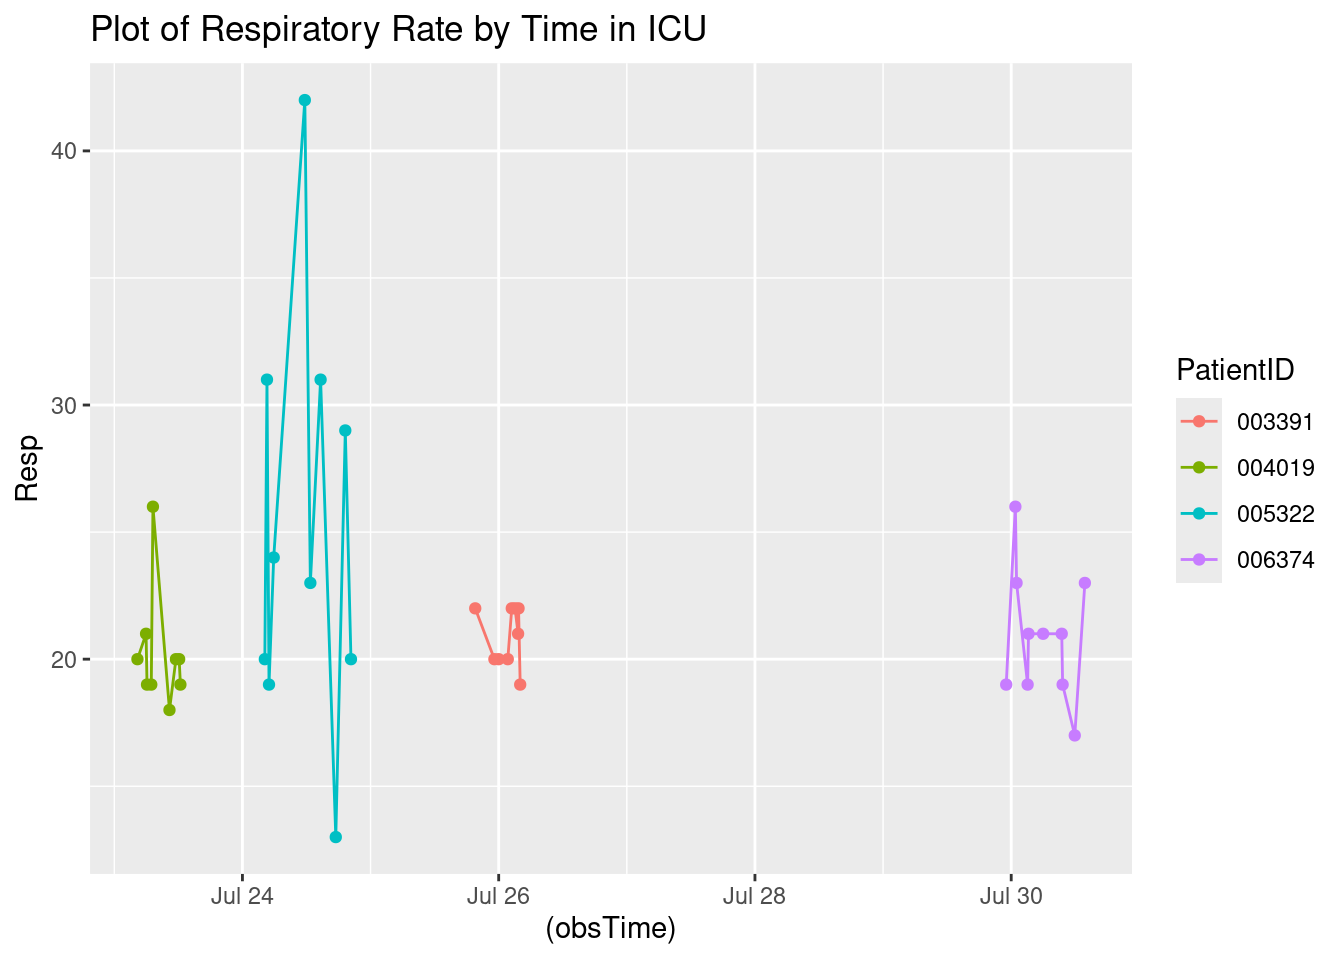 Plot of Respiratory Rate by Time in ICU
40
30
20
Resp
Jul 24
Jul 26
Jul 28
Jul 30
(obsTime)
PatientID
003391
004019
005322
006374